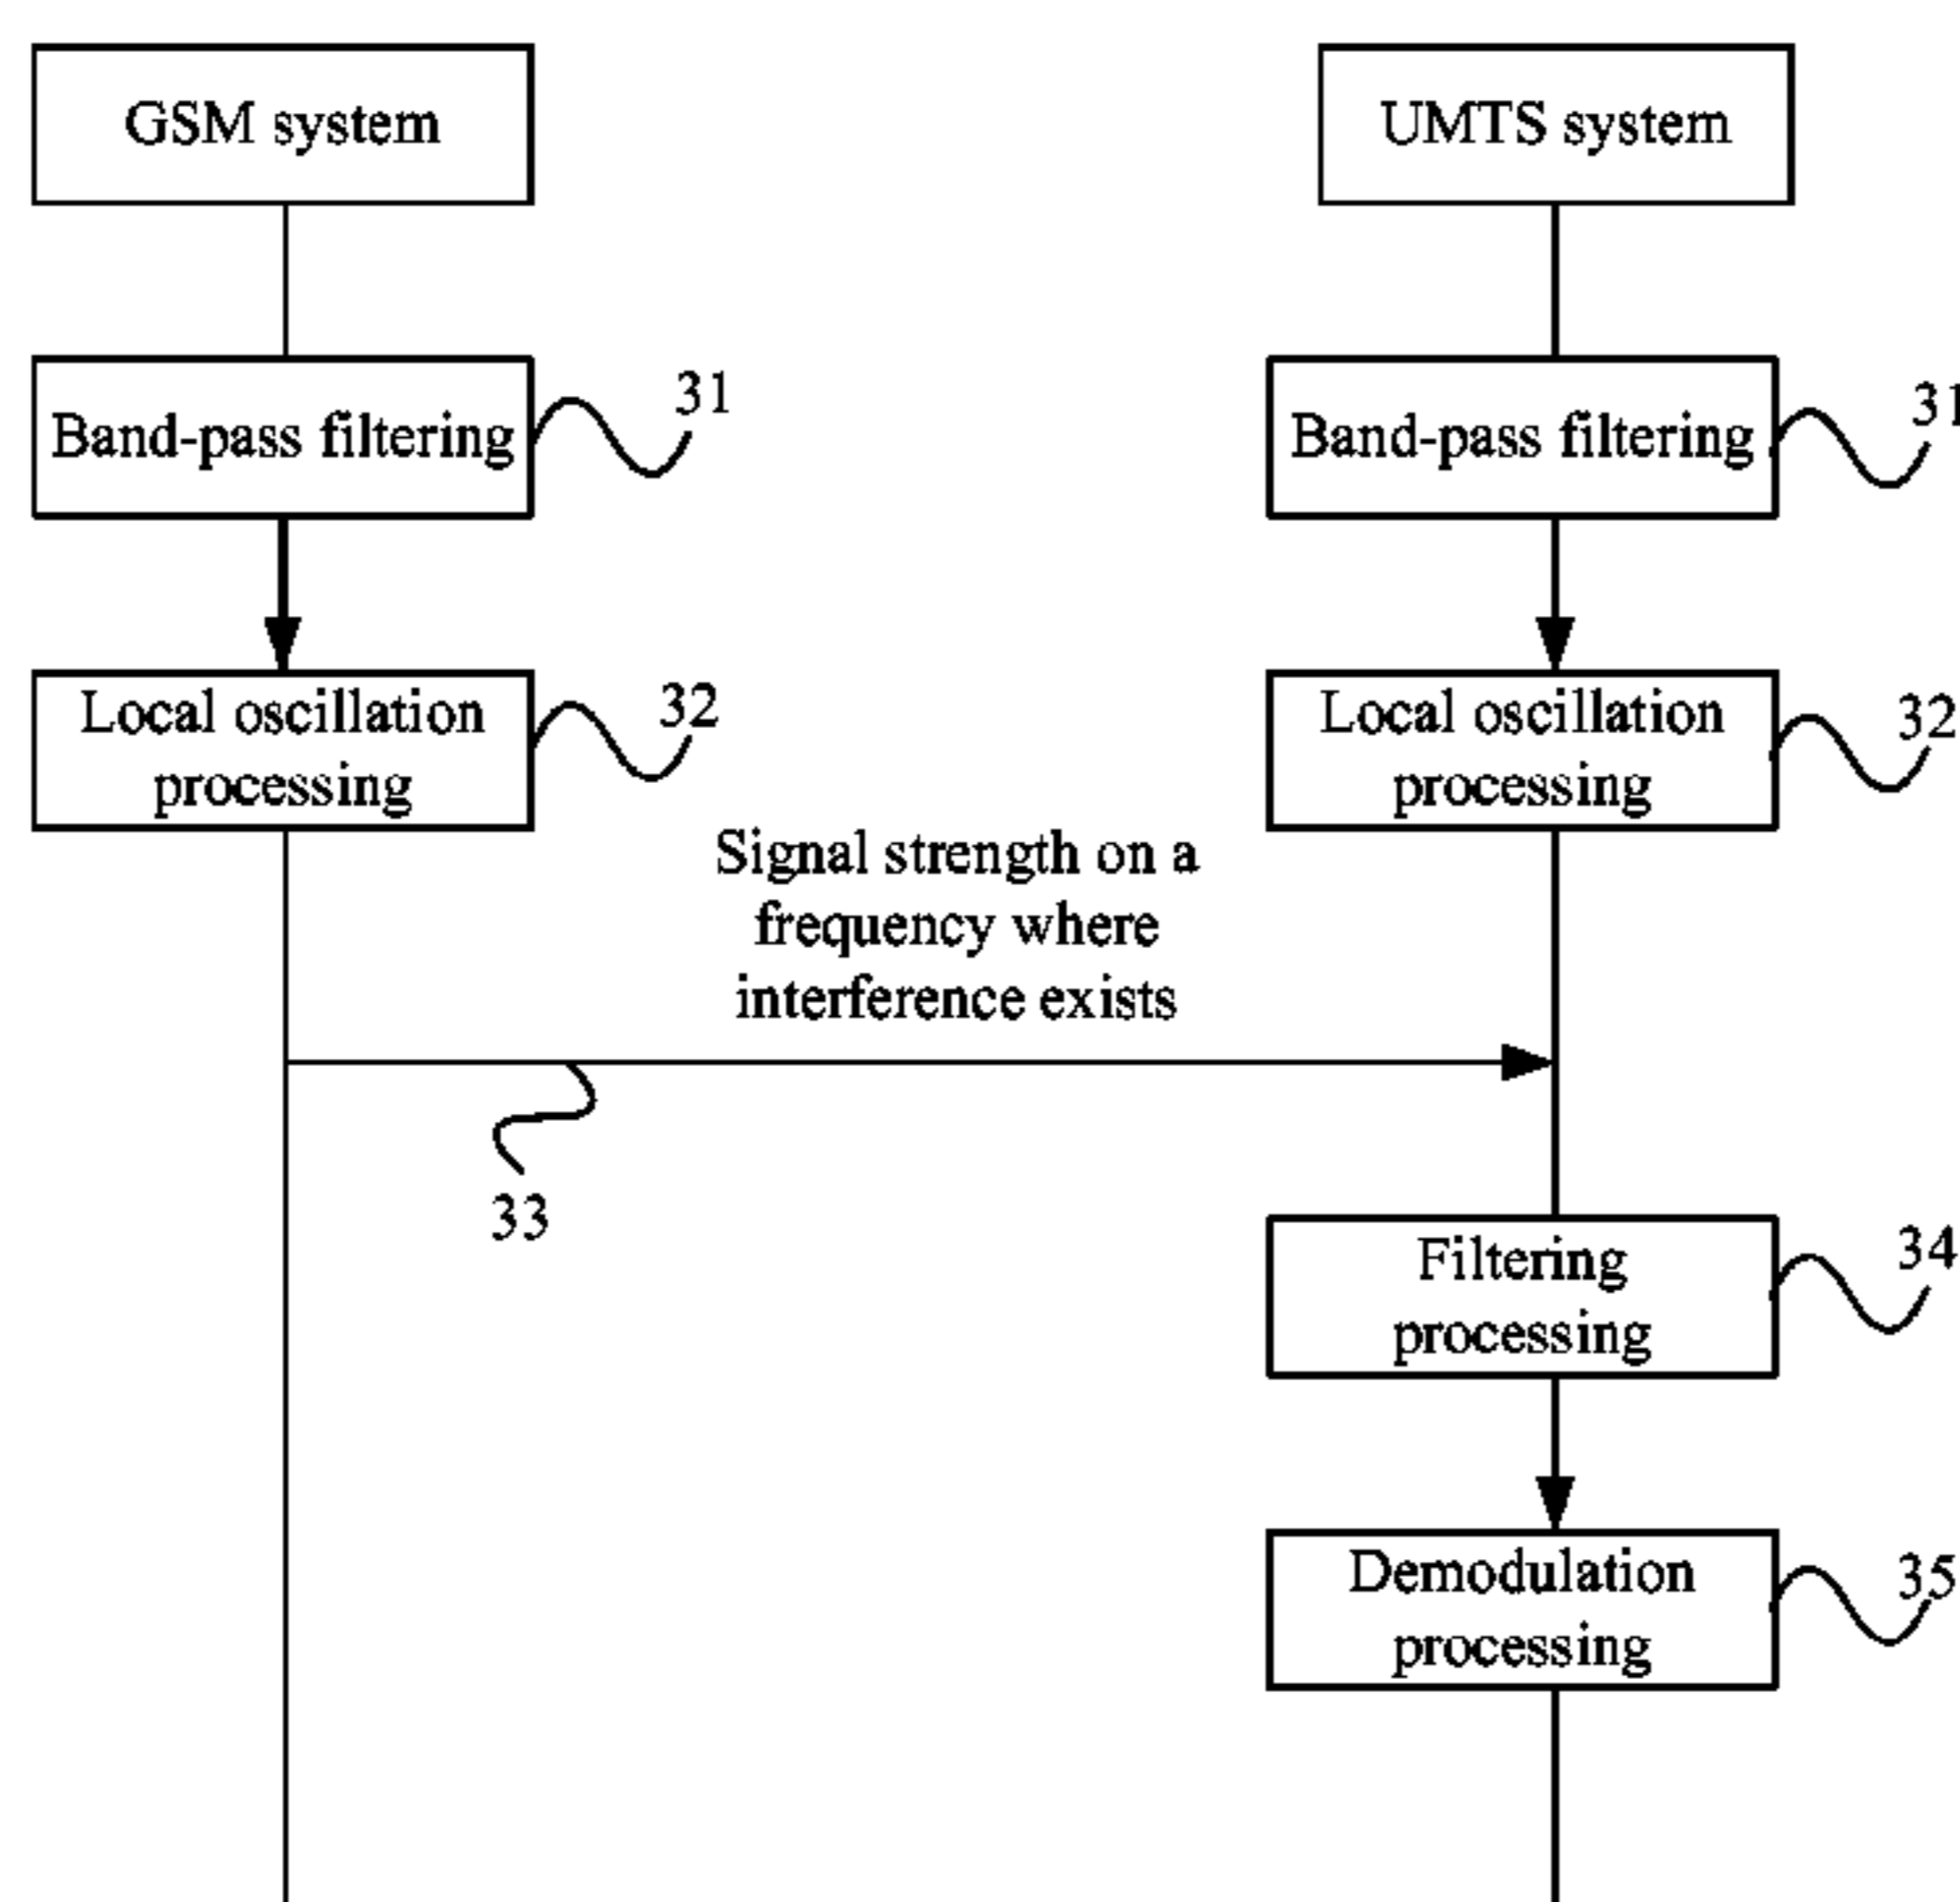 GSM system
UMTS system
Band-pass filtering
31
Band-pass filtering
31
Local oscillation
processing
32
Local oscillation
processing
32
Signal strength on a
frequency where
interference exists
33
Filtering
processing
34
Demodulation
processing
35